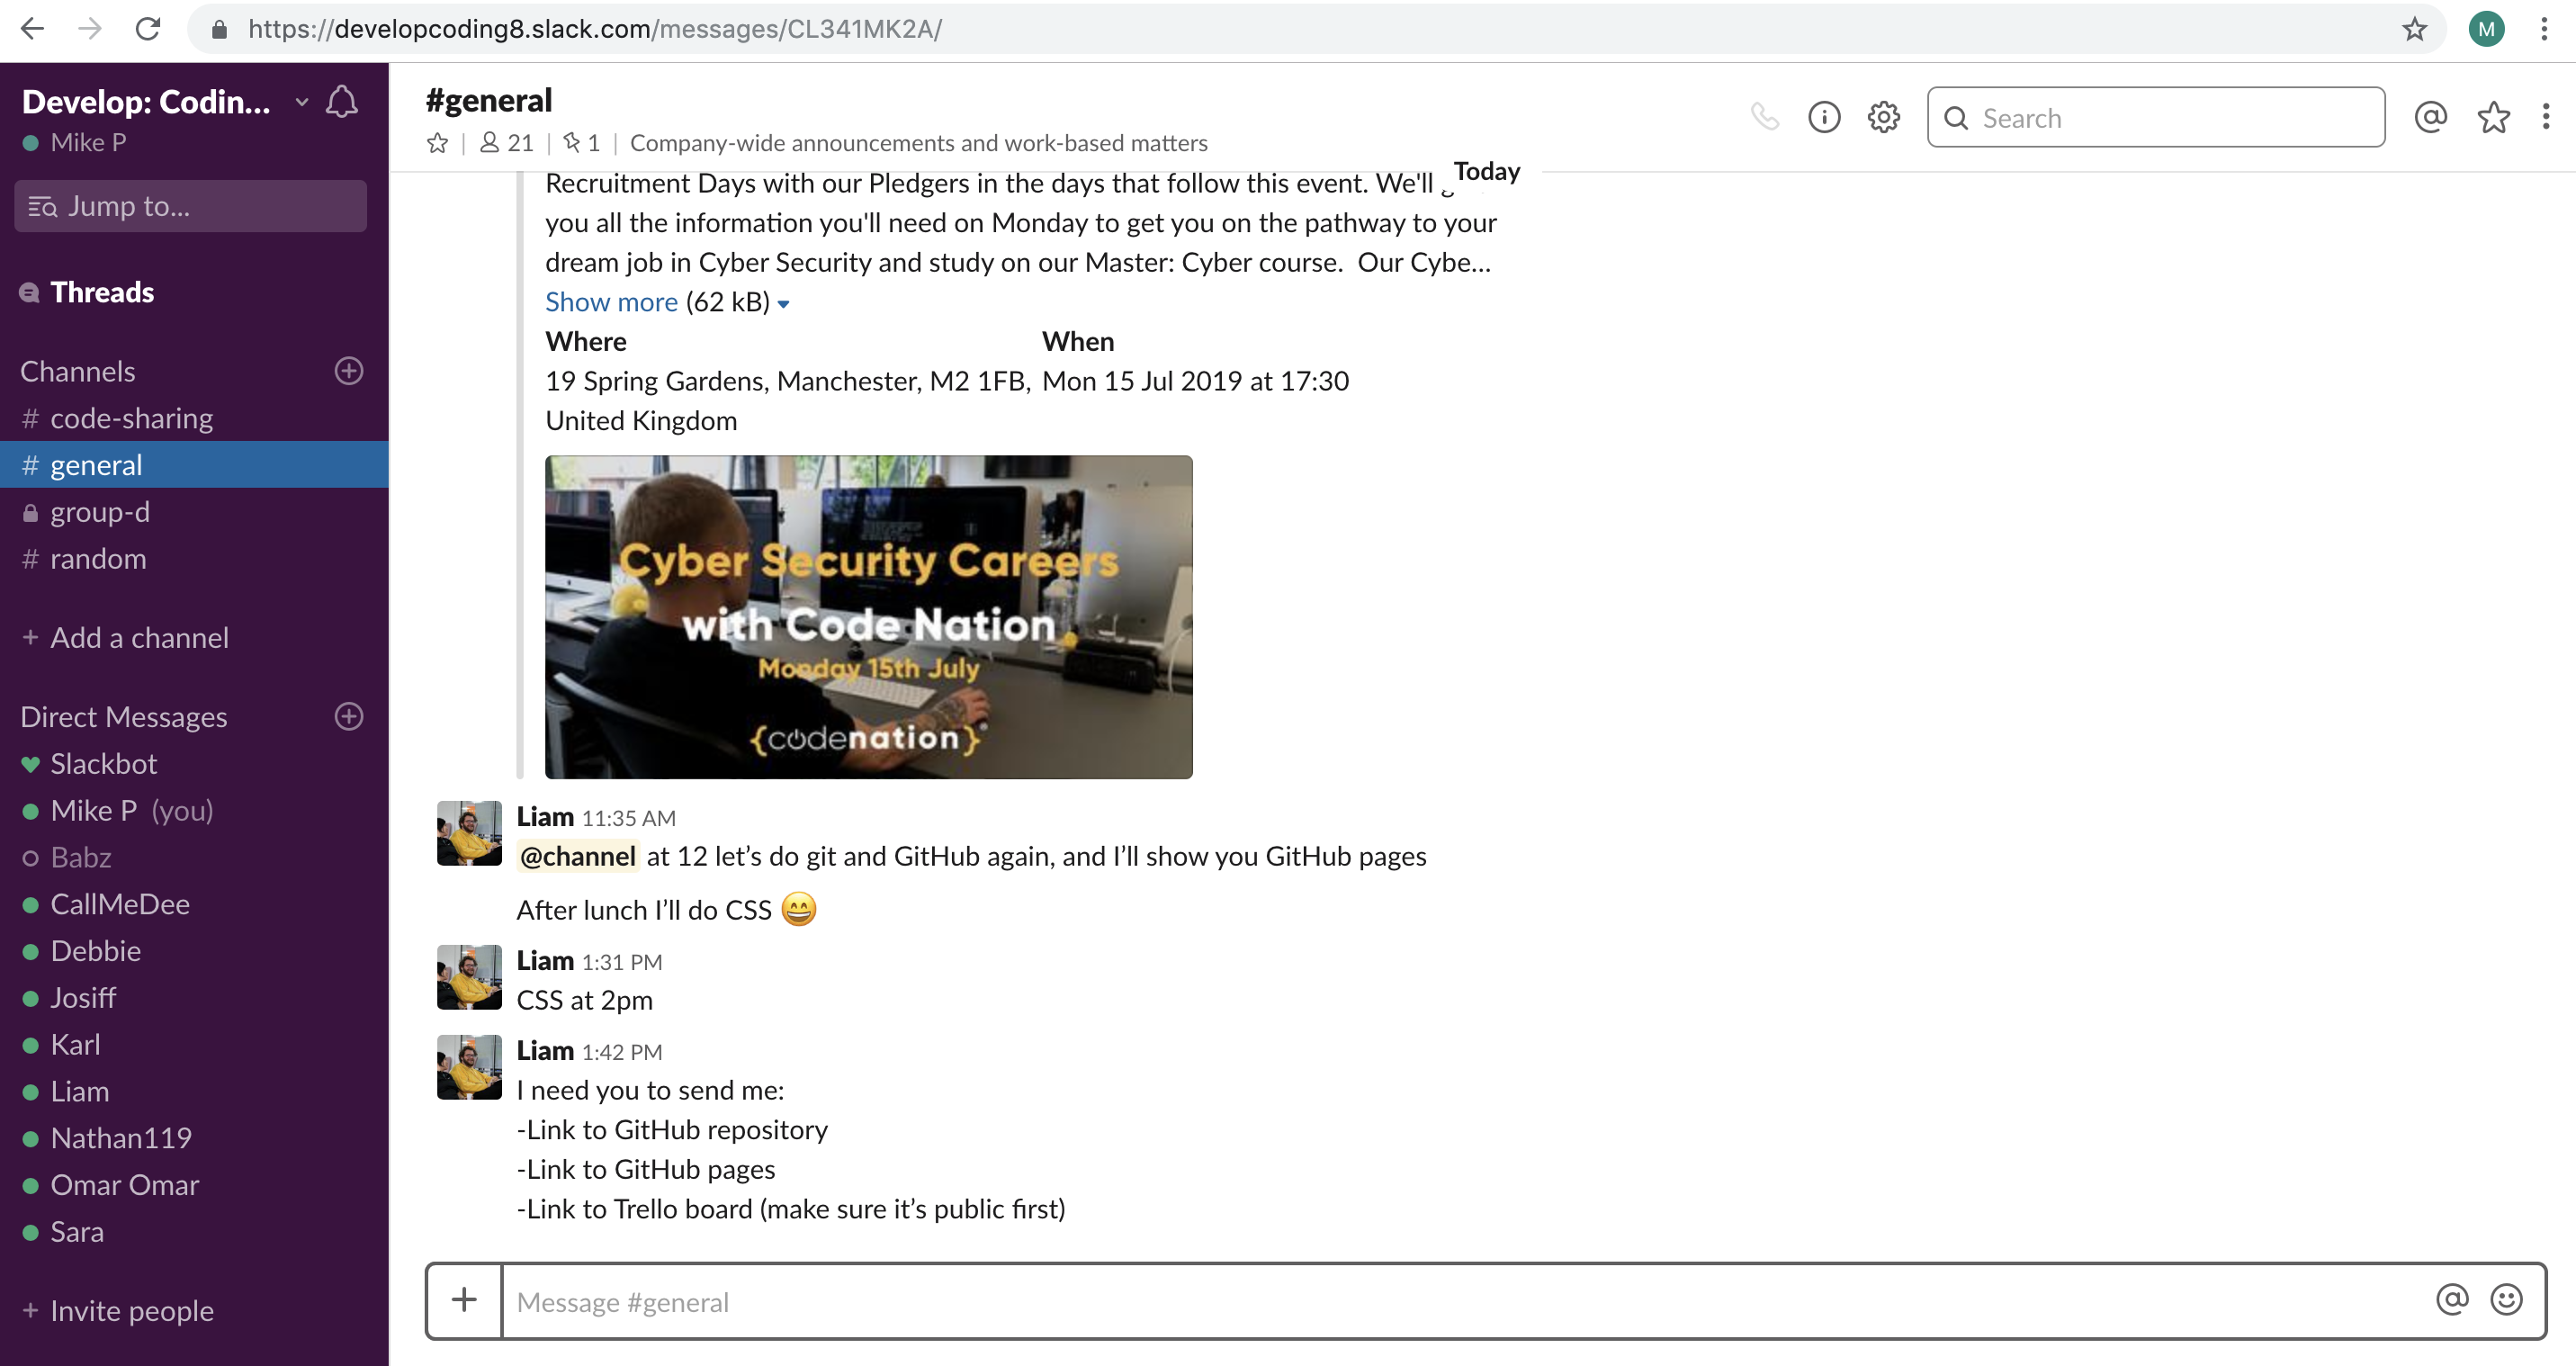 https://developcoding8.slack.com/messages/CL341MK2A/
M
Develop: Codin...
Mike P
Jump to...
Threads
Channels
# code-sharing
# general
group-d
# random
+ Add a channel
Direct Messages
Slackbot
Mike P (you)
Babz
CallMeDee
Debbie
Josiff
Karl
Liam
Nathan119
Omar Omar
Sara
+ Invite people
#general
21 | 1 | Company-wide announcements and work-based matters
Search
Today
Recruitment Days with our Pledgers in the days that follow this event. We'll
you all the information you'll need on Monday to get you on the pathway to your
dream job in Cyber Security and study on our Master: Cyber course. Our Cybe...
Show more (62 kB)
Where When
19 Spring Gardens, Manchester, M2 1FB, Mon 15 Jul 2019 at 17:30
United Kingdom
Cyber Security Careers
with Code Nation
Monday 15th July
{codenation}
Liam 11:35 AM
@channel at 12 let’s do git and GitHub again, and I’ll show you GitHub pages
After lunch I’ll do CSS 😄
Liam 1:31 PM
CSS at 2pm
Liam 1:42 PM
I need you to send me:
-Link to GitHub repository
-Link to GitHub pages
-Link to Trello board (make sure it’s public first)
Message #general